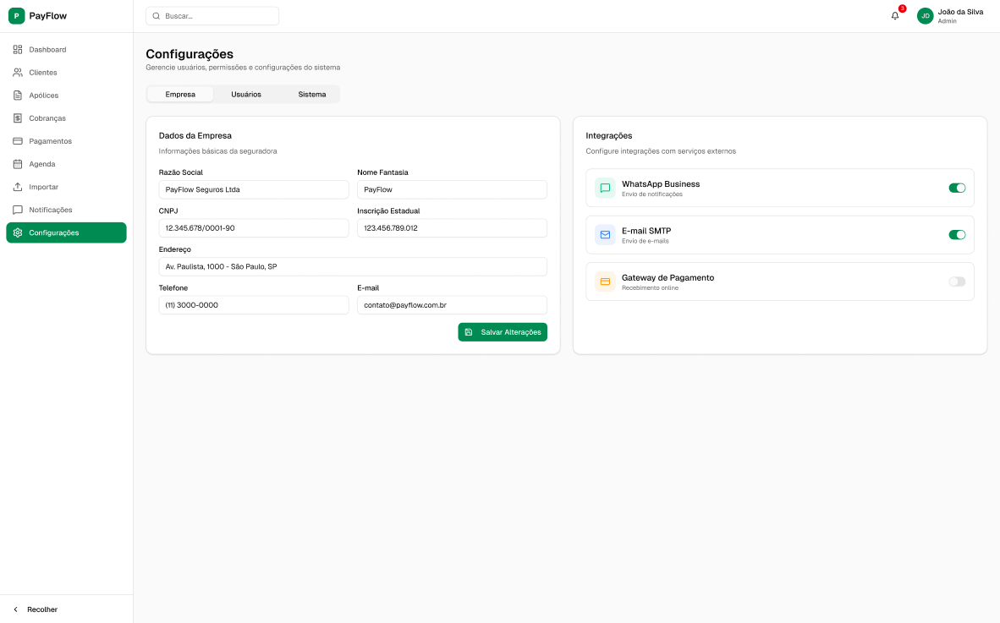 P PayFlow
Buscar...
3
JD
João da Silva
Admin
Dashboard
Clientes
Apólices
Cobranças
Pagamentos
Agenda
Importar
Notificações
Configurações
Recolher
Configurações
Gerencie usuários, permissões e configurações do sistema
Empresa Usuários Sistema
Dados da Empresa
Informações básicas da seguradora
Razão Social Nome Fantasia
PayFlow Seguros Ltda PayFlow
CNPJ Inscrição Estadual
12.345.678/0001-90 123.456.789.012
Endereço
Av. Paulista, 1000 - São Paulo, SP
Telefone E-mail
(11) 3000-0000 contato@payflow.com.br
Salvar Alterações
Integrações
Configure integrações com serviços externos
WhatsApp Business
Envio de notificações
E-mail SMTP
Envio de e-mails
Gateway de Pagamento
Recebimento online